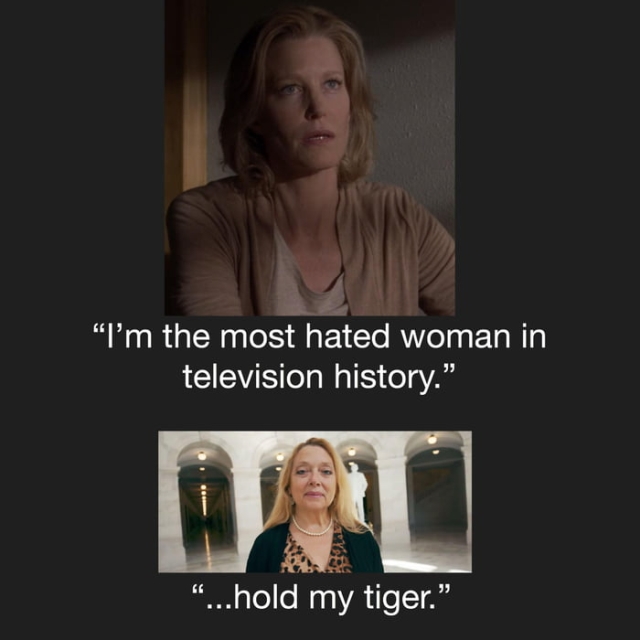 “I’m the most hated woman in
television history.”
“...hold my tiger.”